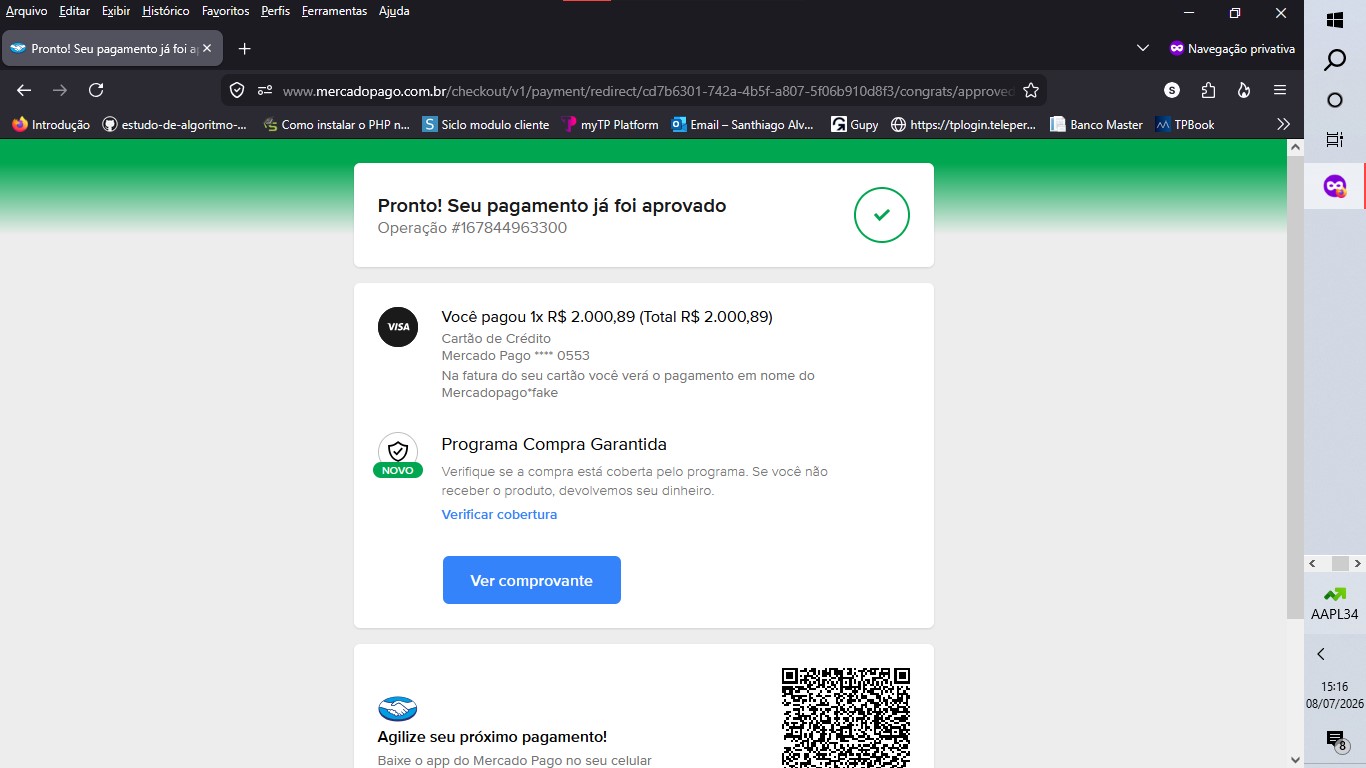 Arquivo Editar Exibir Histórico Favoritos Perfis Ferramentas Ajuda
Pronto! Seu pagamento já foi a
Navegação privativa
www.mercadopago.com.br/checkout/v1/payment/redirect/cd7b6301-742a-4b5f-a807-5f06b910d8f3/congrats/approved
S
Introdução estudo-de-algoritmo-... Como instalar o PHP n... Siclo modulo cliente myTP Platform Email – Santhiago Alv... Gupy https://tplogin.teleper... Banco Master TPBook
Pronto! Seu pagamento já foi aprovado
Operação #167844963300
VISA
Você pagou 1x R$ 2.000,89 (Total R$ 2.000,89)
Cartão de Crédito
Mercado Pago **** 0553
Na fatura do seu cartão você verá o pagamento em nome do
Mercadopago*fake
NOVO
Programa Compra Garantida
Verifique se a compra está coberta pelo programa. Se você não
receber o produto, devolvemos seu dinheiro.
Verificar cobertura
Ver comprovante
Agilize seu próximo pagamento!
Baixe o app do Mercado Pago no seu celular
AAPL34
15:16
08/07/2026
8